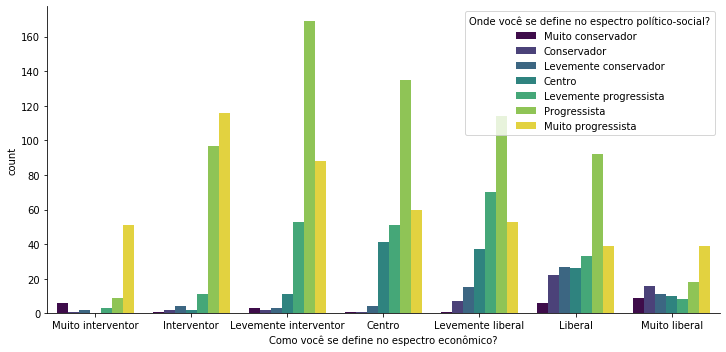 Onde você se define no espectro político-social?
Muito conservador
Conservador
Levemente conservador
Centro
Levemente progressista
Progressista
Muito progressista
160
140
120
100
80
60
40
20
0
count
Muito interventor Interventor Levemente interventor Centro Levemente liberal Liberal Muito liberal
Como você se define no espectro econômico?